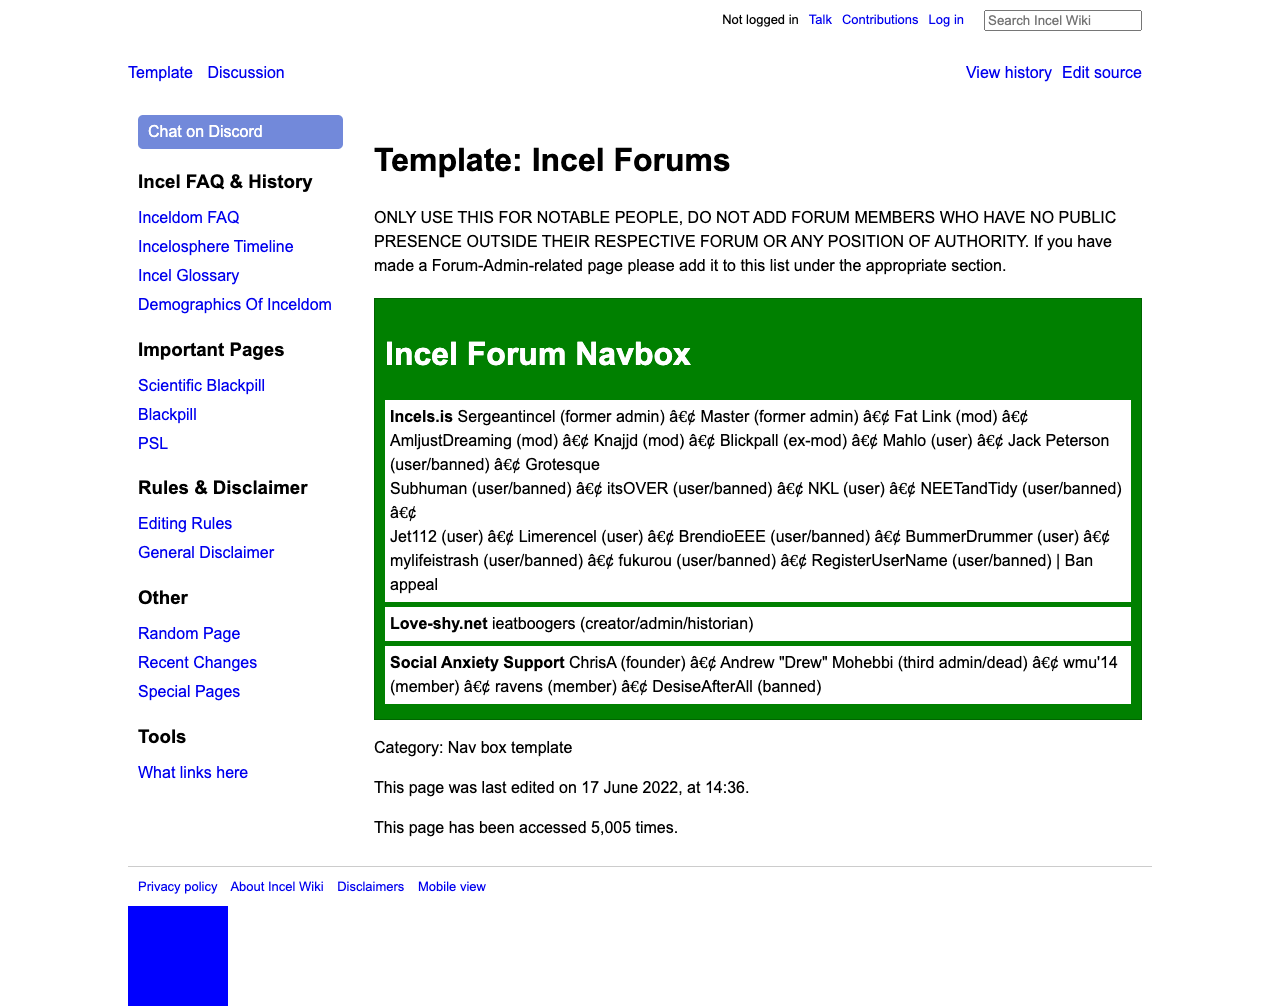 Not logged in Talk Contributions Log in Search Incel Wiki
Template Discussion View history Edit source
Chat on Discord
Incel FAQ & History
Inceldom FAQ
Incelosphere Timeline
Incel Glossary
Demographics Of Inceldom
Important Pages
Scientific Blackpill
Blackpill
PSL
Rules & Disclaimer
Editing Rules
General Disclaimer
Other
Random Page
Recent Changes
Special Pages
Tools
What links here
Template: Incel Forums
ONLY USE THIS FOR NOTABLE PEOPLE, DO NOT ADD FORUM MEMBERS WHO HAVE NO PUBLIC
PRESENCE OUTSIDE THEIR RESPECTIVE FORUM OR ANY POSITION OF AUTHORITY. If you have
made a Forum-Admin-related page please add it to this list under the appropriate section.
Incel Forum Navbox
Incels.is Sergeantincel (former admin) â€¢ Master (former admin) â€¢ Fat Link (mod) â€¢
AmljustDreaming (mod) â€¢ Knajjd (mod) â€¢ Blickpall (ex-mod) â€¢ Mahlo (user) â€¢ Jack Peterson
(user/banned) â€¢ Grotesque
Subhuman (user/banned) â€¢ itsOVER (user/banned) â€¢ NKL (user) â€¢ NEETandTidy (user/banned)
â€¢
Jet112 (user) â€¢ Limerencel (user) â€¢ BrendioEEE (user/banned) â€¢ BummerDrummer (user) â€¢
mylifeistrash (user/banned) â€¢ fukurou (user/banned) â€¢ RegisterUserName (user/banned) | Ban
appeal
Love-shy.net ieatboogers (creator/admin/historian)
Social Anxiety Support ChrisA (founder) â€¢ Andrew "Drew" Mohebbi (third admin/dead) â€¢ wmu'14
(member) â€¢ ravens (member) â€¢ DesiseAfterAll (banned)
Category: Nav box template
This page was last edited on 17 June 2022, at 14:36.
This page has been accessed 5,005 times.
Privacy policy About Incel Wiki Disclaimers Mobile view